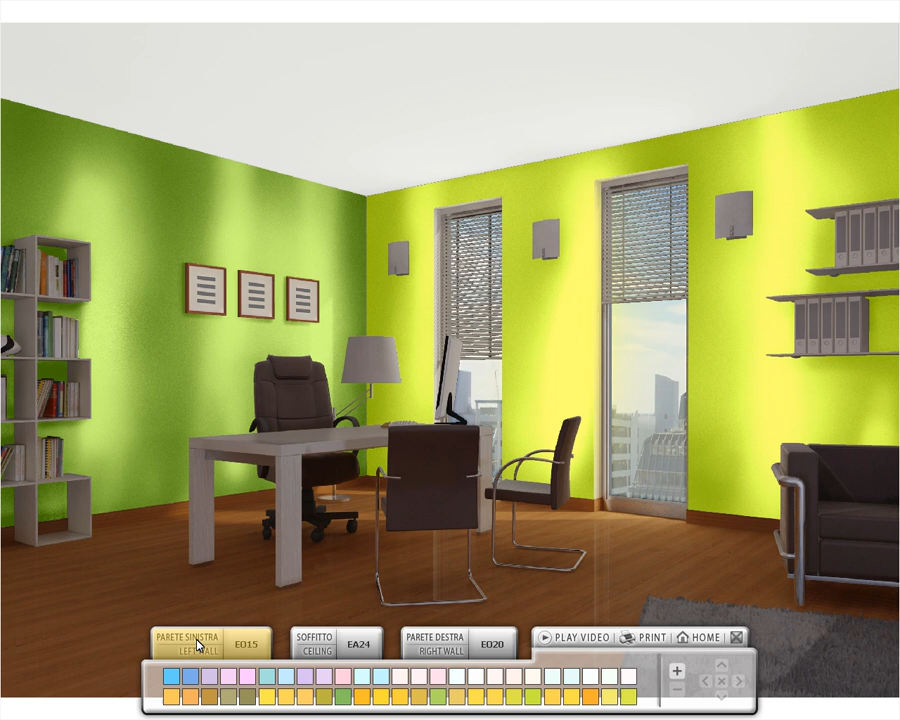 PARETE SINISTRA
LEFT WALL
EO15
SOFFITTO
CEILING
EA24
PARETE DESTRA
RIGHT WALL
EO20
PLAY VIDEO
PRINT
HOME